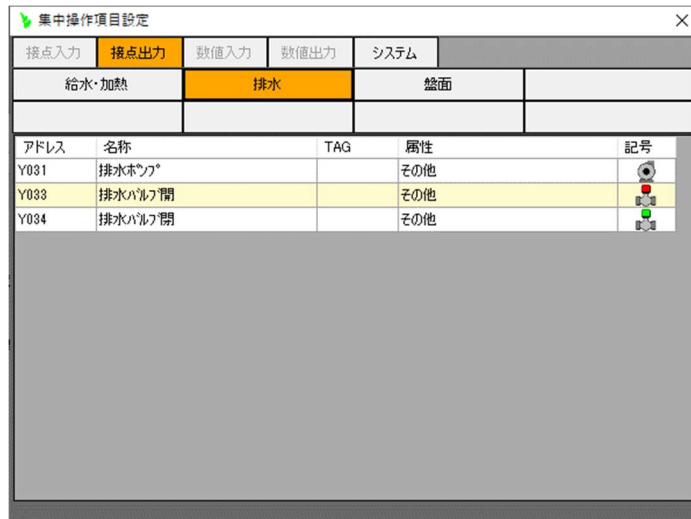 集中操作項目設定
接点入力 接点出力 数値入力 数値出力 システム
給水・加熱 排水 盤面
アドレス 名称 TAG 属性 記号
Y031 排水ﾎﾟﾝﾌﾟ その他
Y033 排水ﾊﾞﾙﾌﾞ開 その他
Y034 排水ﾊﾞﾙﾌﾞ閉 その他